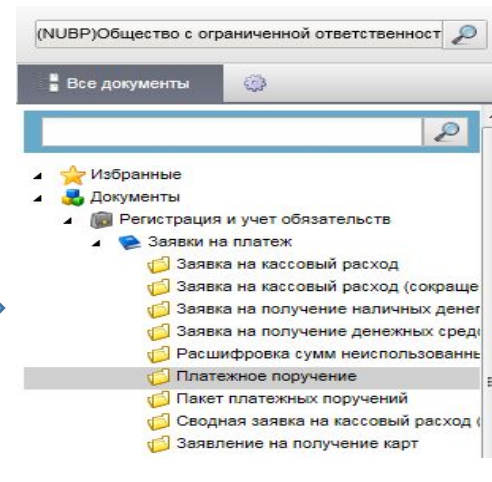 (NUBP)Общество с ограниченной ответственност
Все документы
Избранные
Документы
Регистрация и учет обязательств
Заявки на платеж
Заявка на кассовый расход
Заявка на кассовый расход (сокраще
Заявка на получение наличных денег
Заявка на получение денежных средс
Расшифровка сумм неиспользованнь
Платежное поручение
Пакет платежных поручений
Сводная заявка на кассовый расход (
Заявление на получение карт